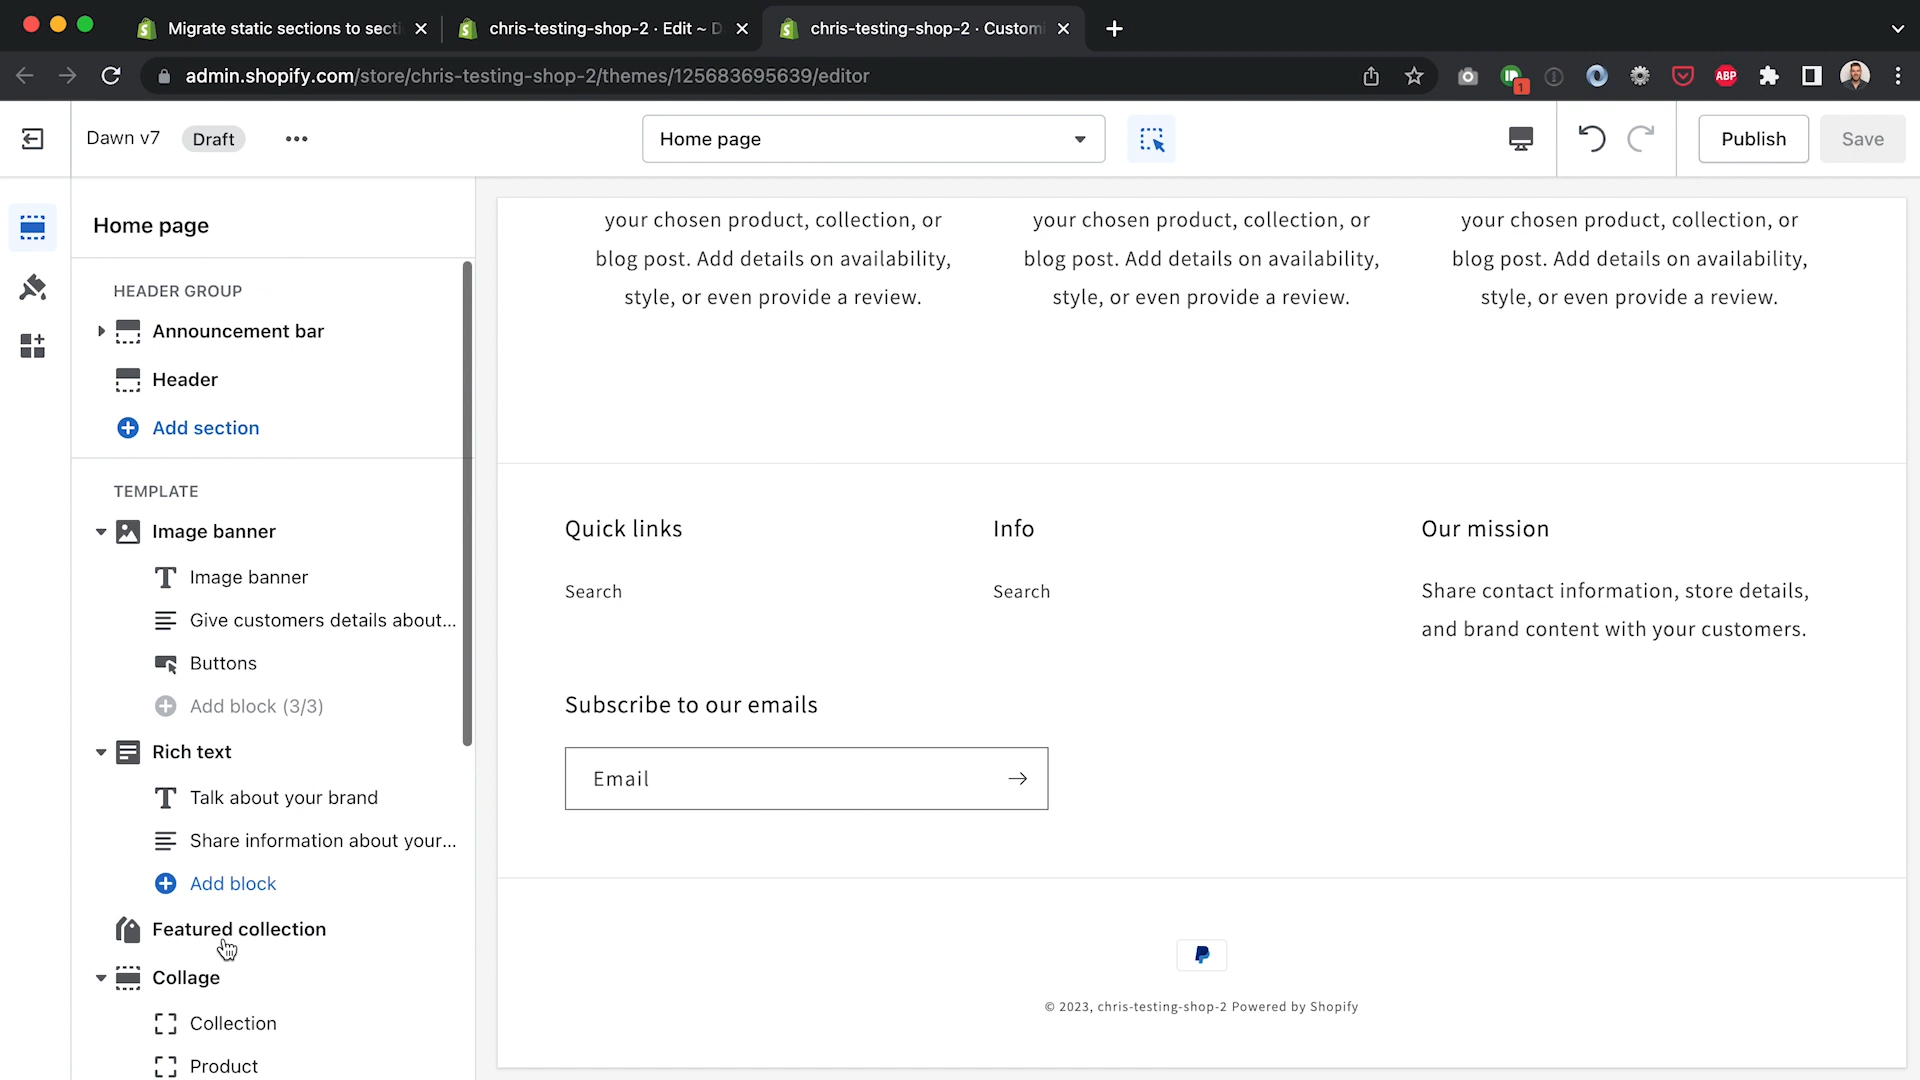 Migrate static sections to secti
chris-testing-shop-2 · Edit ~ D
chris-testing-shop-2 · Customi
admin.shopify.com/store/chris-testing-shop-2/themes/125683695639/editor
1
ABP
Dawn v7
Draft
Home page
Publish
Save
Home page
HEADER GROUP
Announcement bar
Header
Add section
TEMPLATE
Image banner
Image banner
Give customers details about...
Buttons
Add block (3/3)
Rich text
Talk about your brand
Share information about your...
Add block
Featured collection
Collage
Collection
Product
your chosen product, collection, or
blog post. Add details on availability,
style, or even provide a review.
your chosen product, collection, or
blog post. Add details on availability,
style, or even provide a review.
your chosen product, collection, or
blog post. Add details on availability,
style, or even provide a review.
Quick links
Search
Info
Search
Our mission
Share contact information, store details,
and brand content with your customers.
Subscribe to our emails
Email
© 2023, chris-testing-shop-2 Powered by Shopify